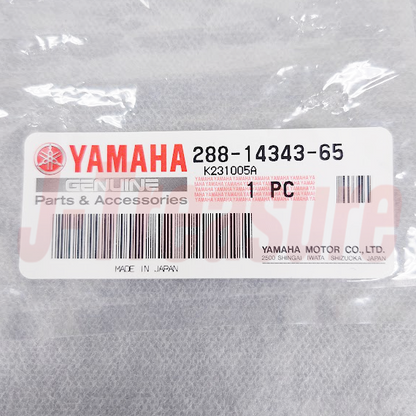 YAMAHA 288-14343-65
K231005A
GENUINE
Parts & Accessories
1 PC
YAMAHA MOTOR CO., LTD.
2500 SHINGAI IWATA SHIZUOKA JAPAN
MADE IN JAPAN